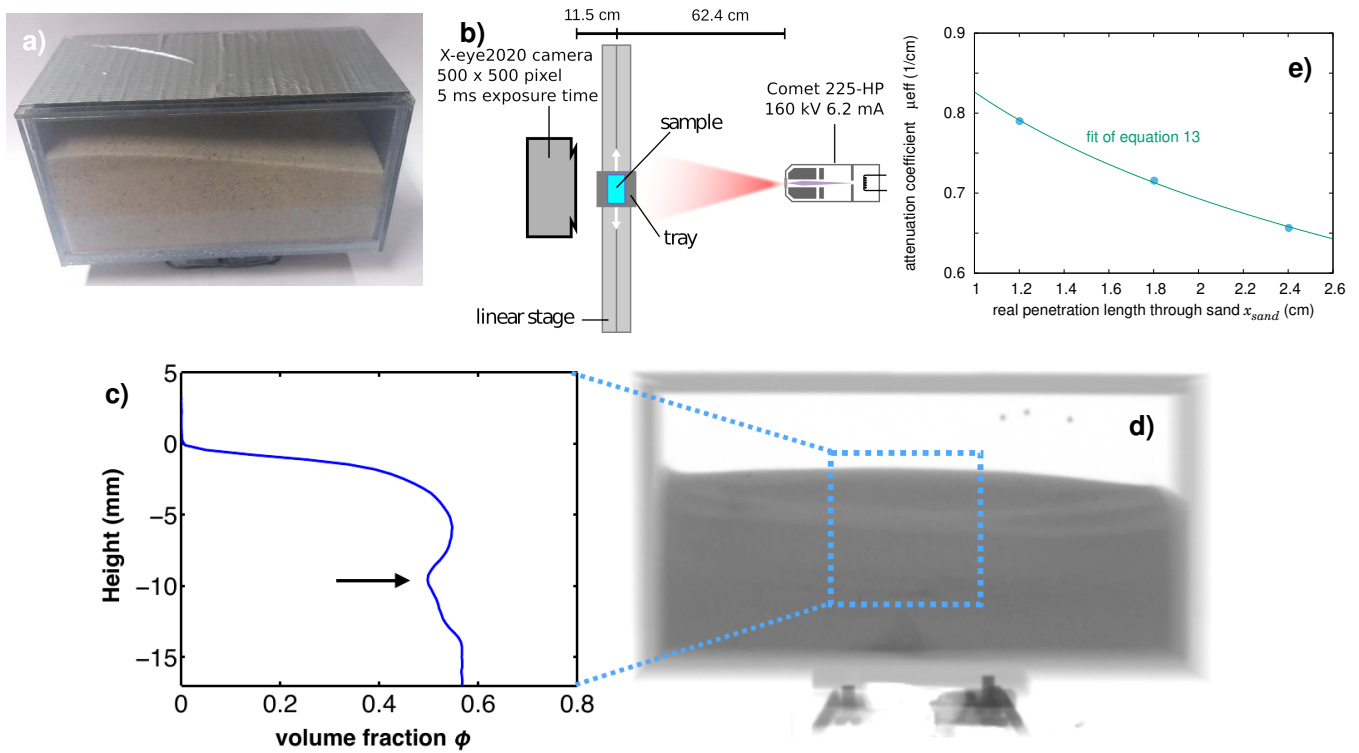 a)
b)
11.5 cm
62.4 cm
X-eye2020 camera
500 x 500 pixel
5 ms exposure time
Comet 225-HP
160 kV 6.2 mA
sample
tray
linear stage
e)
attenuation coefficient μeff (1/cm)
0.9
0.8
0.7
0.6
fit of equation 13
1 1.2 1.4 1.6 1.8 2 2.2 2.4 2.6
real penetration length through sand x_sand (cm)
c)
Height (mm)
5
0
−5
−10
−15
0 0.2 0.4 0.6 0.8
volume fraction ϕ
d)